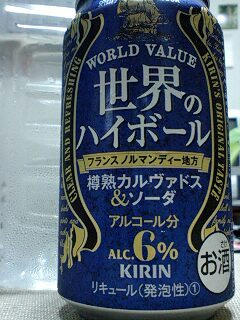 WORLD VALUE
世界の
ハイボール
フランス ノルマンディー地方
樽熟カルヴァドス
&ソーダ
アルコール分
ALC.6%
KIRIN
リキュール(発泡性)①
お酒
CLEAR AND REFRESHING
KIRIN'S ORIGINAL TASTE